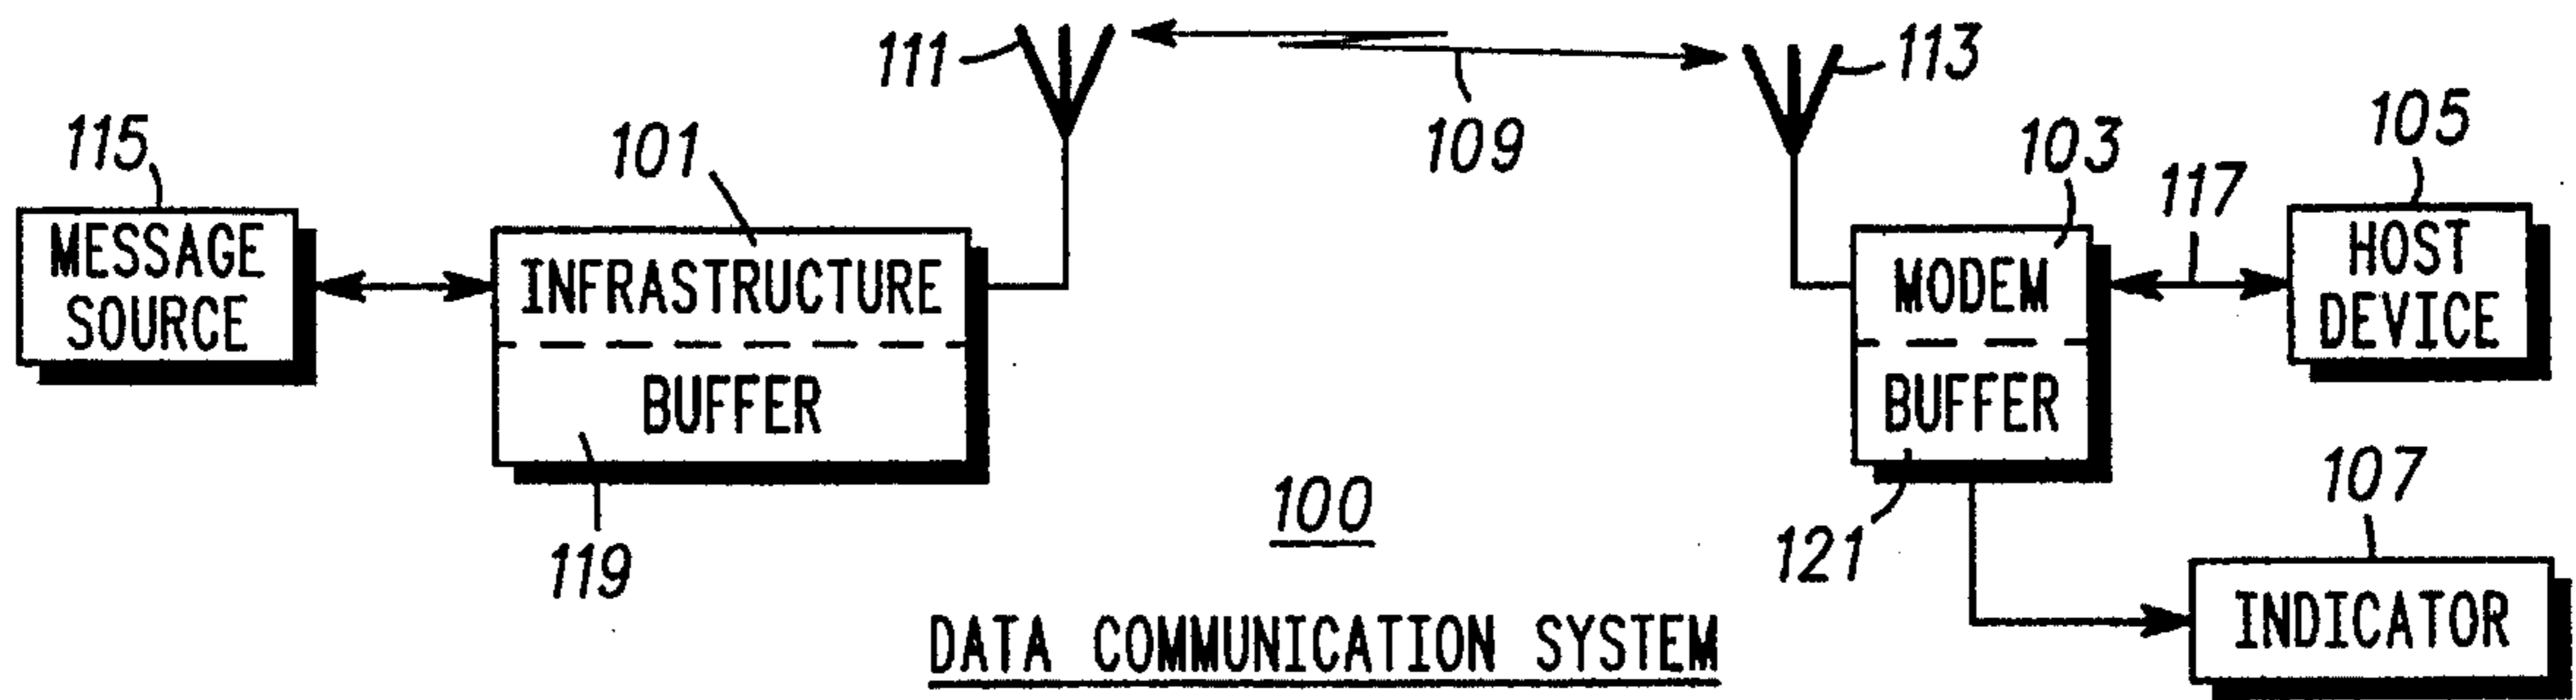 111
109
113
115
101
103
117
105
MESSAGE
SOURCE
INFRASTRUCTURE
BUFFER
119
MODEM
BUFFER
121
HOST
DEVICE
107
INDICATOR
100
DATA COMMUNICATION SYSTEM